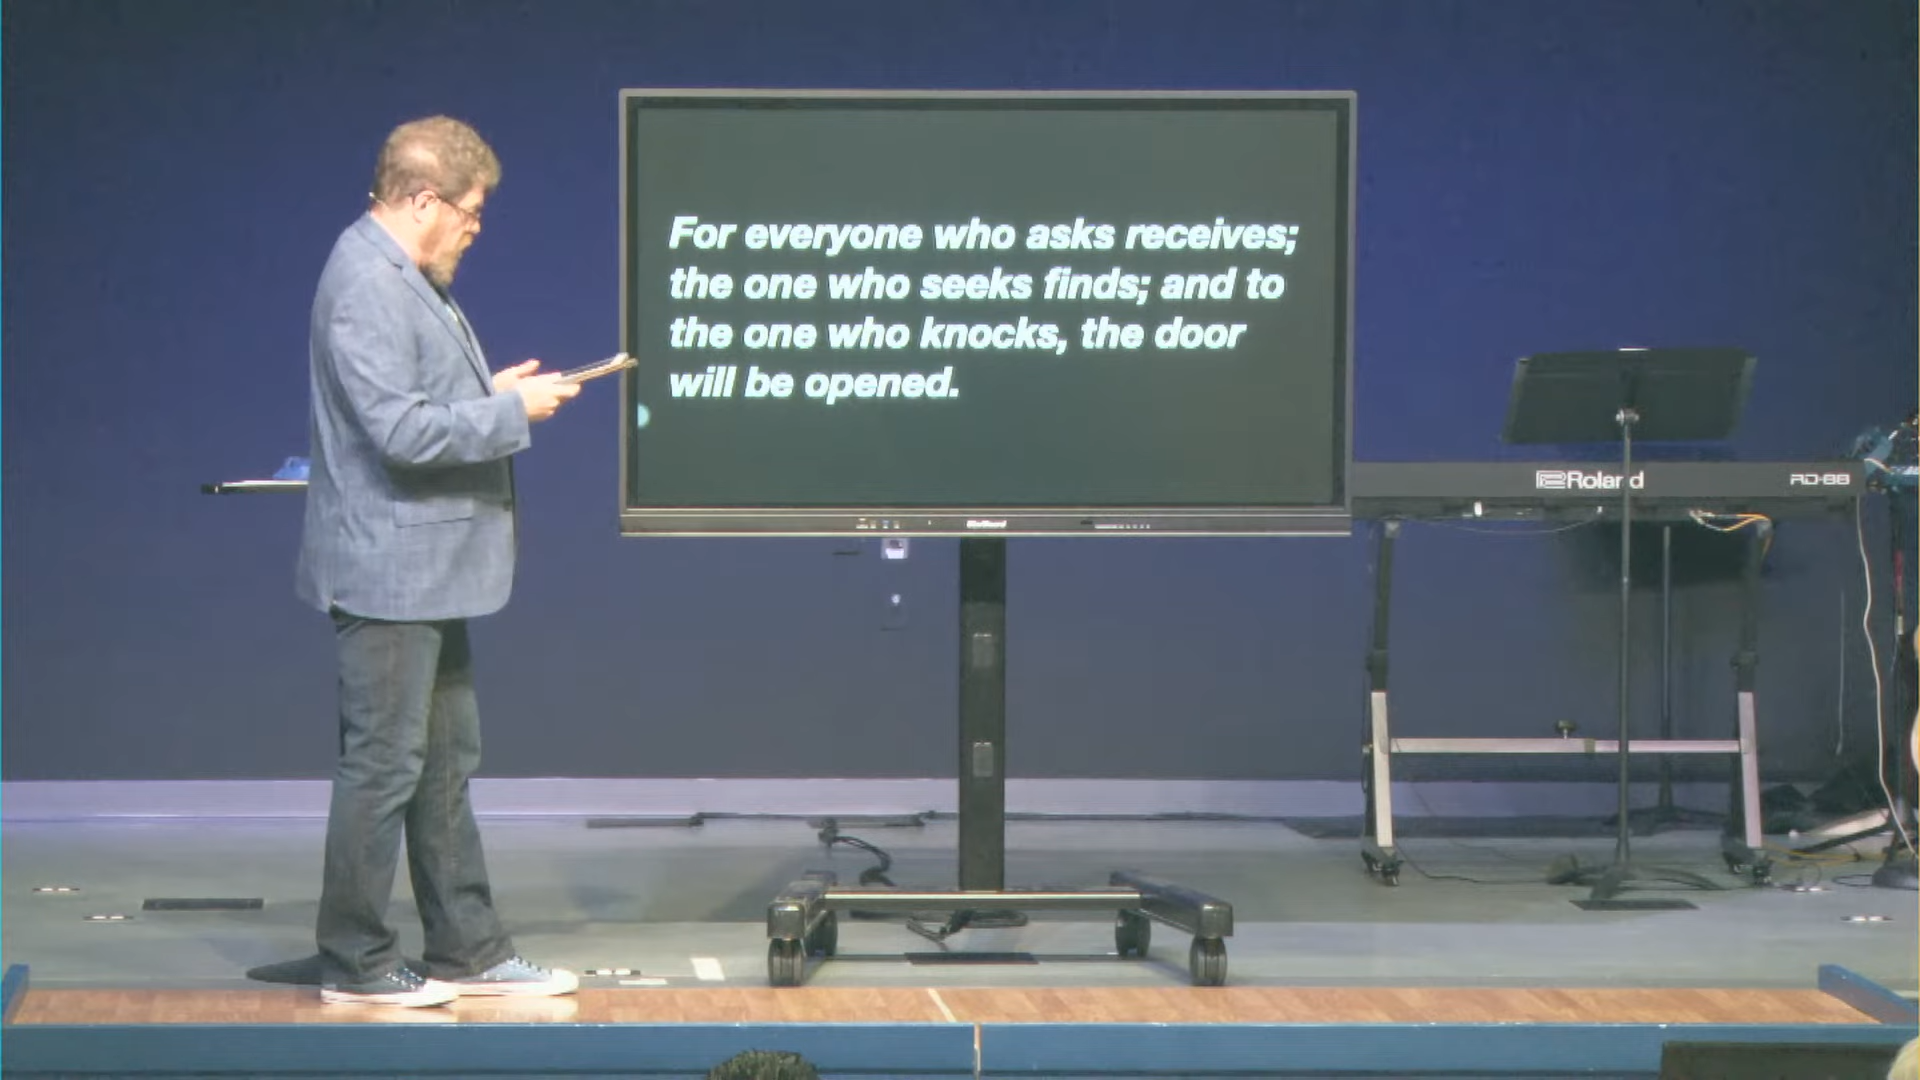 For everyone who asks receives;
the one who seeks finds; and to
the one who knocks, the door
will be opened.
Roland
RD-88